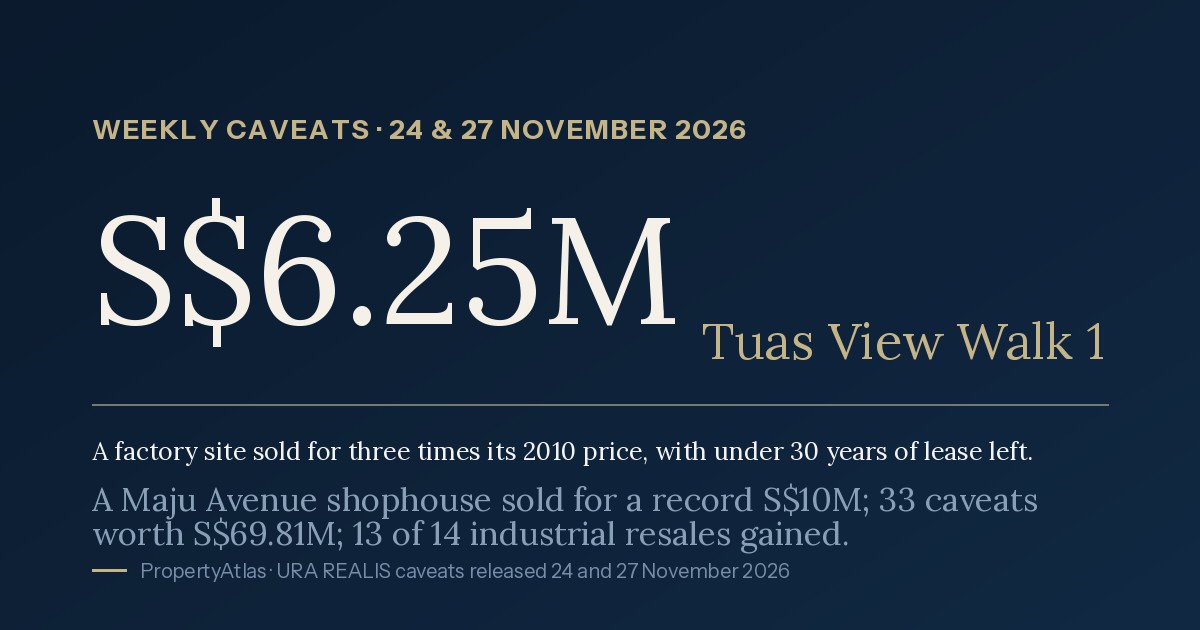 WEEKLY CAVEATS · 24 & 27 NOVEMBER 2026
S$6.25M
Tuas View Walk 1
A factory site sold for three times its 2010 price, with under 30 years of lease left.
A Maju Avenue shophouse sold for a record S$10M; 33 caveats
worth S$69.81M; 13 of 14 industrial resales gained.
PropertyAtlas · URA REALIS caveats released 24 and 27 November 2026